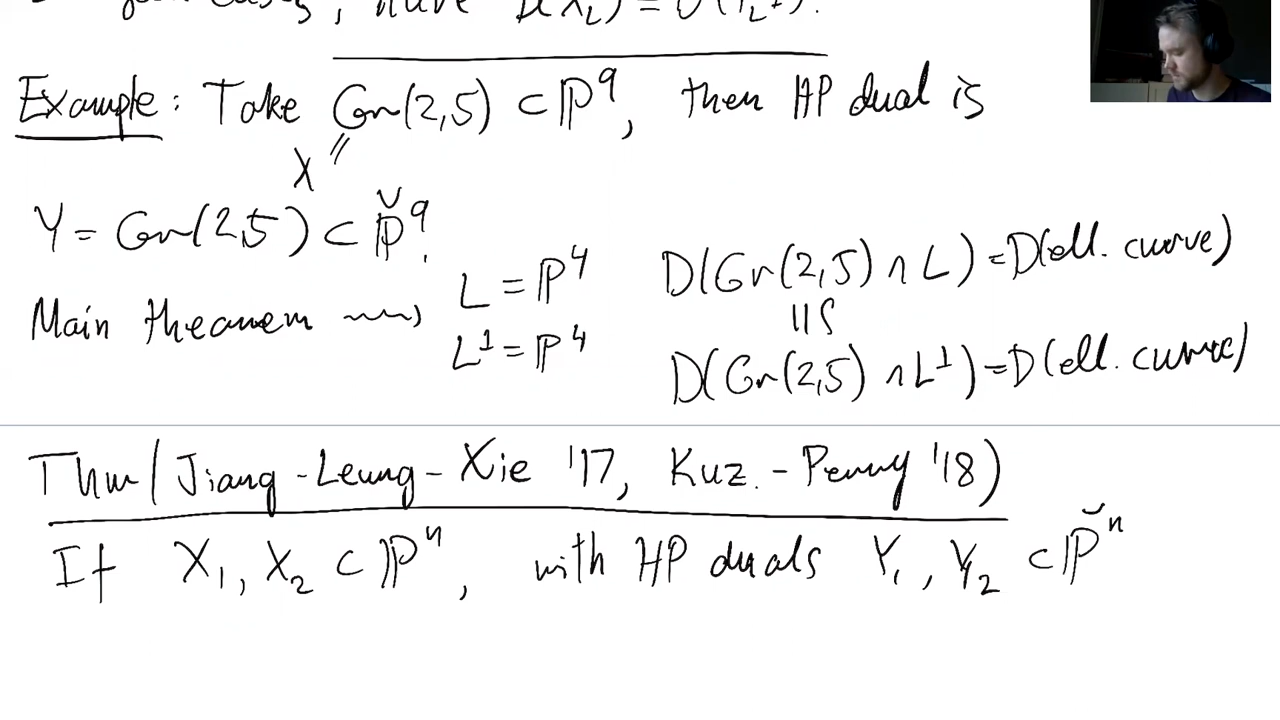 have D(X₂) =
Example: Take Gr(2,5) ⊂ ℙ⁹, then HP dual is
X =
Y = Gr(2,5) ⊂ ℙ̌⁹.
Main theorem ⇝ L = ℙ⁴ D(Gr(2,5) ∩ L) = D(ell. curve)
L^⊥ = ℙ⁴ ≅
D(Gr(2,5) ∩ L^⊥) = D(ell. curve)
Thm (Jiang-Leung-Xie '17, Kuz.-Perry '18)
If X₁, X₂ ⊂ ℙⁿ, with HP duals Y₁, Y₂ ⊂ ℙ̌ⁿ